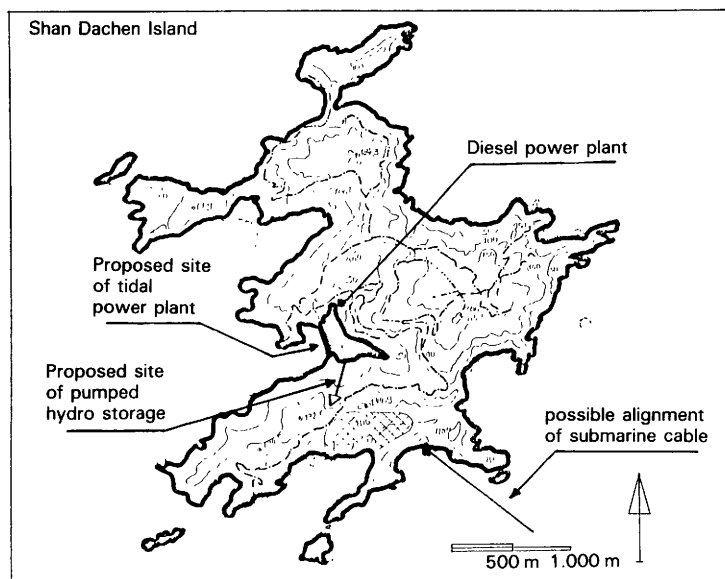 Shan Dachen Island
Diesel power plant
Proposed site
of tidal
power plant
Proposed site
of pumped
hydro storage
possible alignment
of submarine cable
500 m 1.000 m